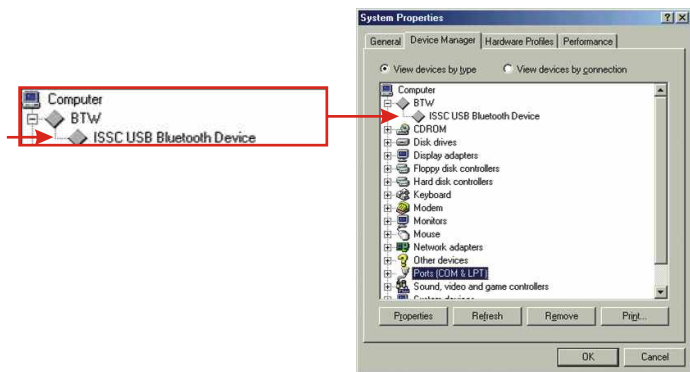 Computer
BTW
ISSC USB Bluetooth Device
System Properties
General Device Manager Hardware Profiles Performance
View devices by type View devices by connection
Computer
BTW
ISSC USB Bluetooth Device
CDROM
Disk drives
Display adapters
Floppy disk controllers
Hard disk controllers
Keyboard
Modem
Monitors
Mouse
Network adapters
Other devices
Ports (COM & LPT)
Sound, video and game controllers
System devices
Properties Refresh Remove Print...
OK Cancel